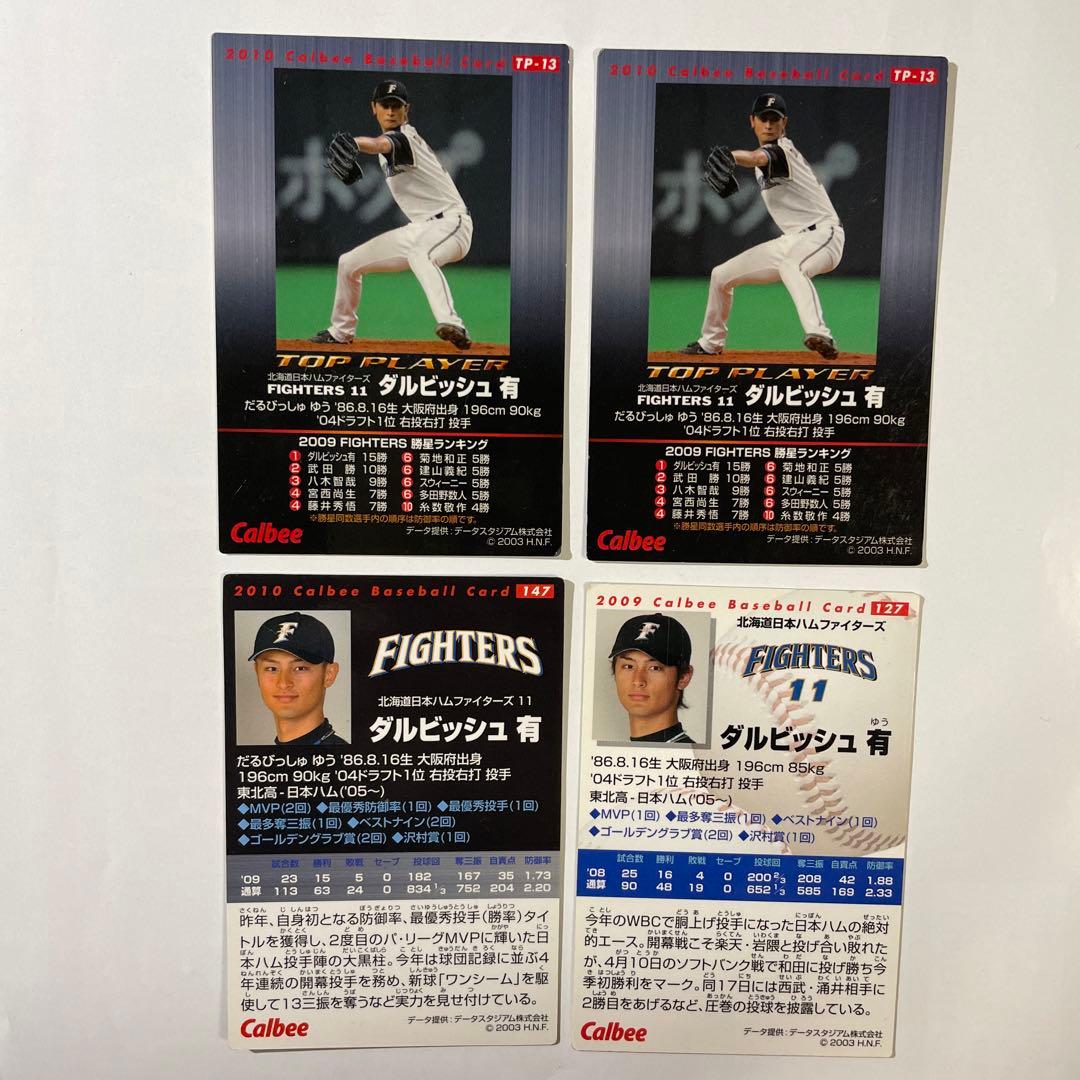 2010 Calbee Baseball Card TP-13
ホップ
TOP PLAYER
北海道日本ハムファイターズ
FIGHTERS 11 ダルビッシュ 有
だるびっしゅ ゆう '86.8.16生 大阪府出身 196cm 90kg
'04ドラフト1位 右投右打 投手
2009 FIGHTERS 勝星ランキング
1 ダルビッシュ有 15勝 6 菊地和正 5勝
2 武田 勝 10勝 6 建山義紀 5勝
3 八木智哉 9勝 6 スウィーニー 5勝
4 宮西尚生 7勝 6 多田野数人 5勝
4 藤井秀悟 7勝 10 糸数敬作 4勝
※勝星同数選手内の順序は防御率の順です。
Calbee
データ提供：データスタジアム株式会社
© 2003 H.N.F.
2010 Calbee Baseball Card TP-13
ホップ
TOP PLAYER
北海道日本ハムファイターズ
FIGHTERS 11 ダルビッシュ 有
だるびっしゅ ゆう '86.8.16生 大阪府出身 196cm 90kg
'04ドラフト1位 右投右打 投手
2009 FIGHTERS 勝星ランキング
1 ダルビッシュ有 15勝 6 菊地和正 5勝
2 武田 勝 10勝 6 建山義紀 5勝
3 八木智哉 9勝 6 スウィーニー 5勝
4 宮西尚生 7勝 6 多田野数人 5勝
4 藤井秀悟 7勝 10 糸数敬作 4勝
※勝星同数選手内の順序は防御率の順です。
Calbee
データ提供：データスタジアム株式会社
© 2003 H.N.F.
2010 Calbee Baseball Card 147
F
FIGHTERS
北海道日本ハムファイターズ 11
ダルビッシュ 有
だるびっしゅ ゆう '86.8.16生 大阪府出身
196cm 90kg '04ドラフト1位 右投右打 投手
東北高-日本ハム('05〜)
◆MVP(2回) ◆最優秀防御率(1回) ◆最優秀投手(1回)
◆最多奪三振(1回) ◆ベストナイン(2回)
◆ゴールデングラブ賞(2回) ◆沢村賞(1回)
試合数 勝利 敗戦 セーブ 投球回 奪三振 自責点 防御率
'09 23 15 5 0 182 167 35 1.73
通算 113 63 24 0 834 1/3 752 204 2.20
昨年、自身初となる防御率、最優秀投手(勝率)タイ
トルを獲得し、2度目のパ・リーグMVPに輝いた日
本ハム投手陣の大黒柱。今年は球団記録に並ぶ4
年連続の開幕投手を務め、新球「ワンシーム」を駆
使して13三振を奪うなど実力を見せ付けている。
Calbee
データ提供：データスタジアム株式会社
© 2003 H.N.F.
2009 Calbee Baseball Card 127
北海道日本ハムファイターズ
F
FIGHTERS
11
ゆう
ダルビッシュ 有
'86.8.16生 大阪府出身 196cm 85kg
'04ドラフト1位 右投右打 投手
東北高-日本ハム('05〜)
◆MVP(1回) ◆最優秀投手(1回)
◆最多奪三振(1回) ◆ベストナイン(1回)
◆ゴールデングラブ賞(2回) ◆沢村賞(1回)
試合数 勝利 敗戦 セーブ 投球回 奪三振 自責点 防御率
'08 25 16 4 0 200 2/3 208 42 1.88
通算 90 48 19 0 652 1/3 585 169 2.33
今年のWBCで胴上げ投手になった日本ハムの絶対
的エース。開幕戦こそ楽天・岩隈と投げ合い敗れた
が、4月10日のソフトバンク戦で和田に投げ勝ち今
季初勝利をマーク。同17日には西武・涌井相手に
2勝目をあげるなど、圧巻の投球を披露している。
Calbee
データ提供：データスタジアム株式会社
© 2003 H.N.F.